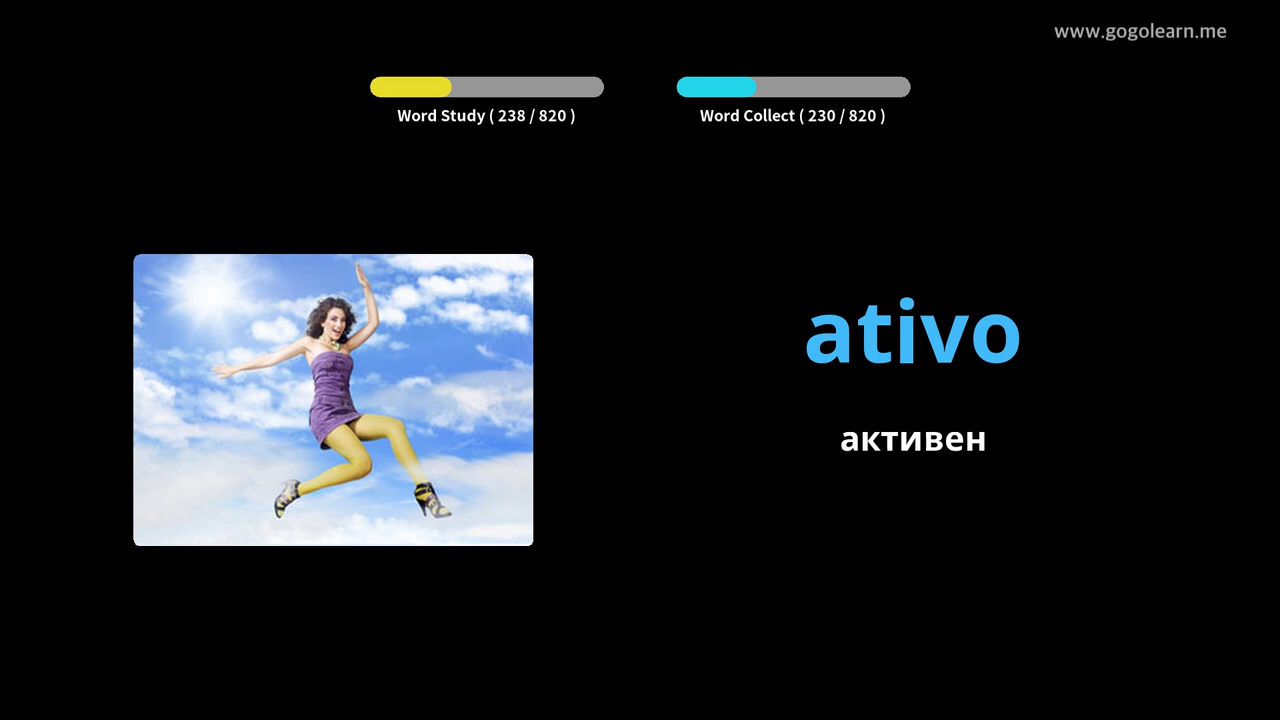 www.gogolearn.me
Word Study ( 238 / 820 )
Word Collect ( 230 / 820 )
ativo
активен